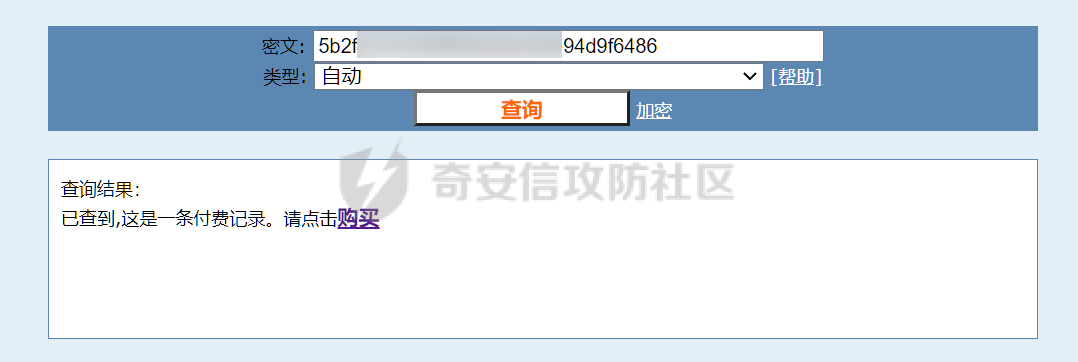 密文: 5b2f 94d9f6486
类型: 自动 [帮助]
查询 加密
奇安信攻防社区
查询结果:
已查到,这是一条付费记录。请点击购买